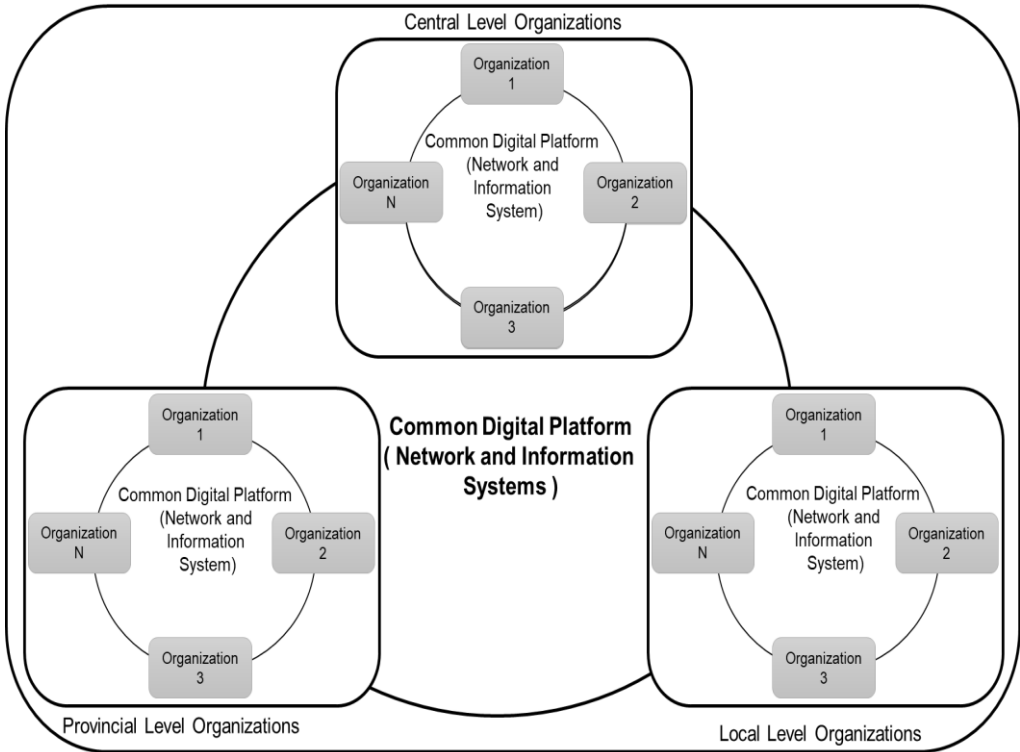 Central Level Organizations
Organization
1
Common Digital Platform
(Network and
Information
System)
Organization
N
Organization
2
Organization
3
Common Digital Platform
( Network and Information
Systems )
Organization
1
Common Digital Platform
(Network and
Information
System)
Organization
N
Organization
2
Organization
3
Provincial Level Organizations
Organization
1
Common Digital Platform
(Network and
Information
System)
Organization
N
Organization
2
Organization
3
Local Level Organizations